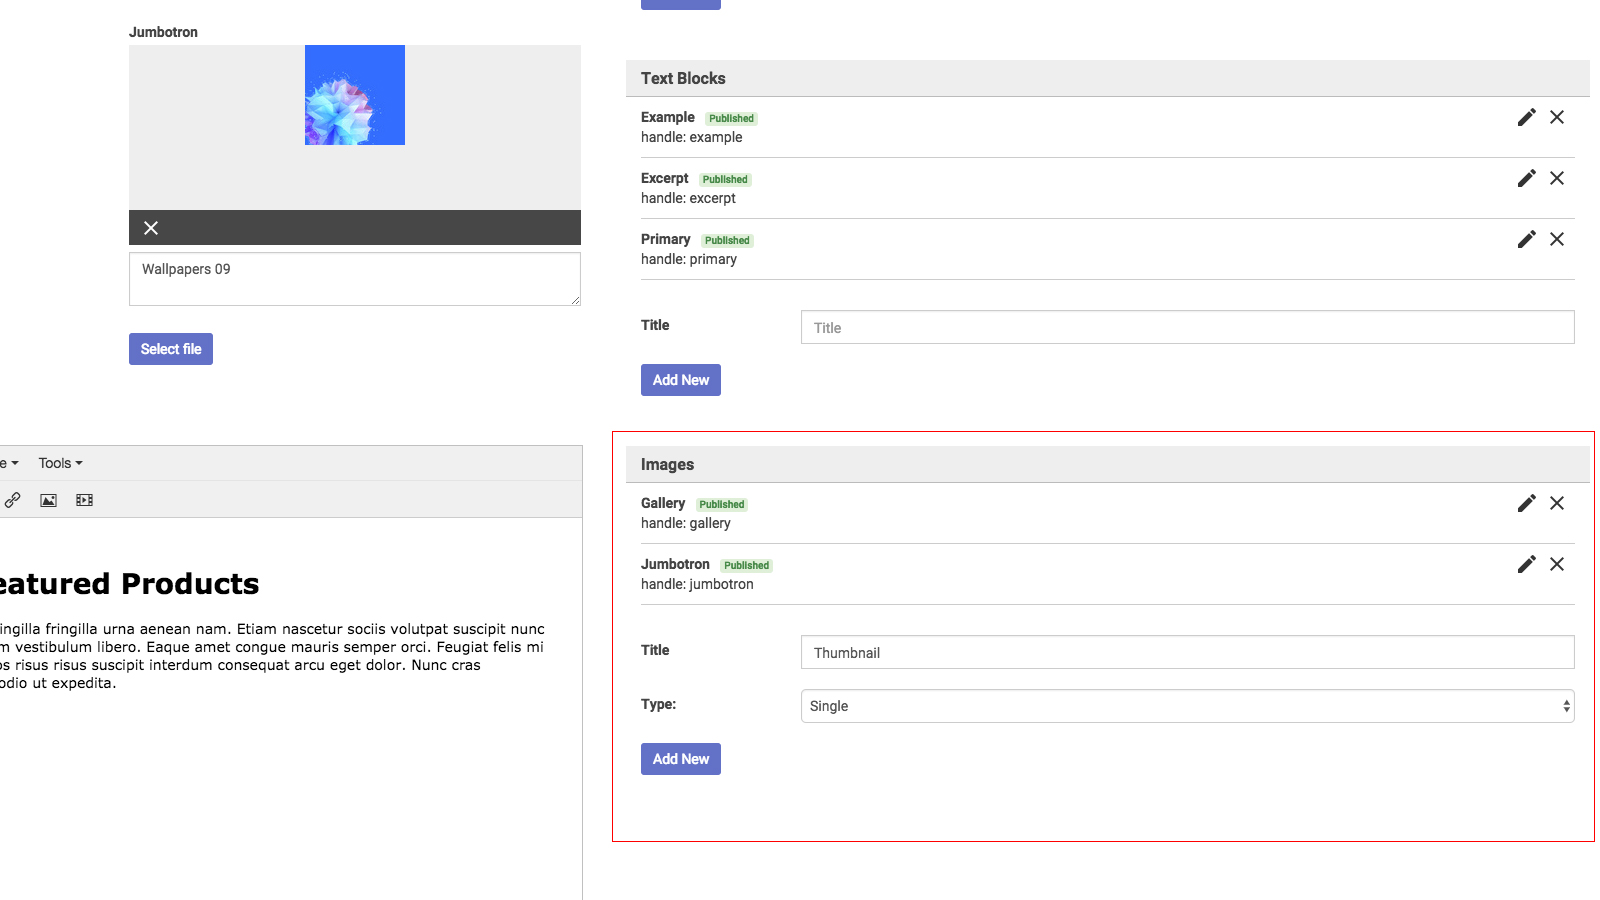 Jumbotron
Wallpapers 09
Select file
e Tools
eatured Products
ingilla fringilla urna aenean nam. Etiam nascetur sociis volutpat suscipit nunc
m vestibulum libero. Eaque amet congue mauris semper orci. Feugiat felis mi
os risus risus suscipit interdum consequat arcu eget dolor. Nunc cras
odio ut expedita.
Text Blocks
Example Published
handle: example
Excerpt Published
handle: excerpt
Primary Published
handle: primary
Title Title
Add New
Images
Gallery Published
handle: gallery
Jumbotron Published
handle: jumbotron
Title Thumbnail
Type: Single
Add New